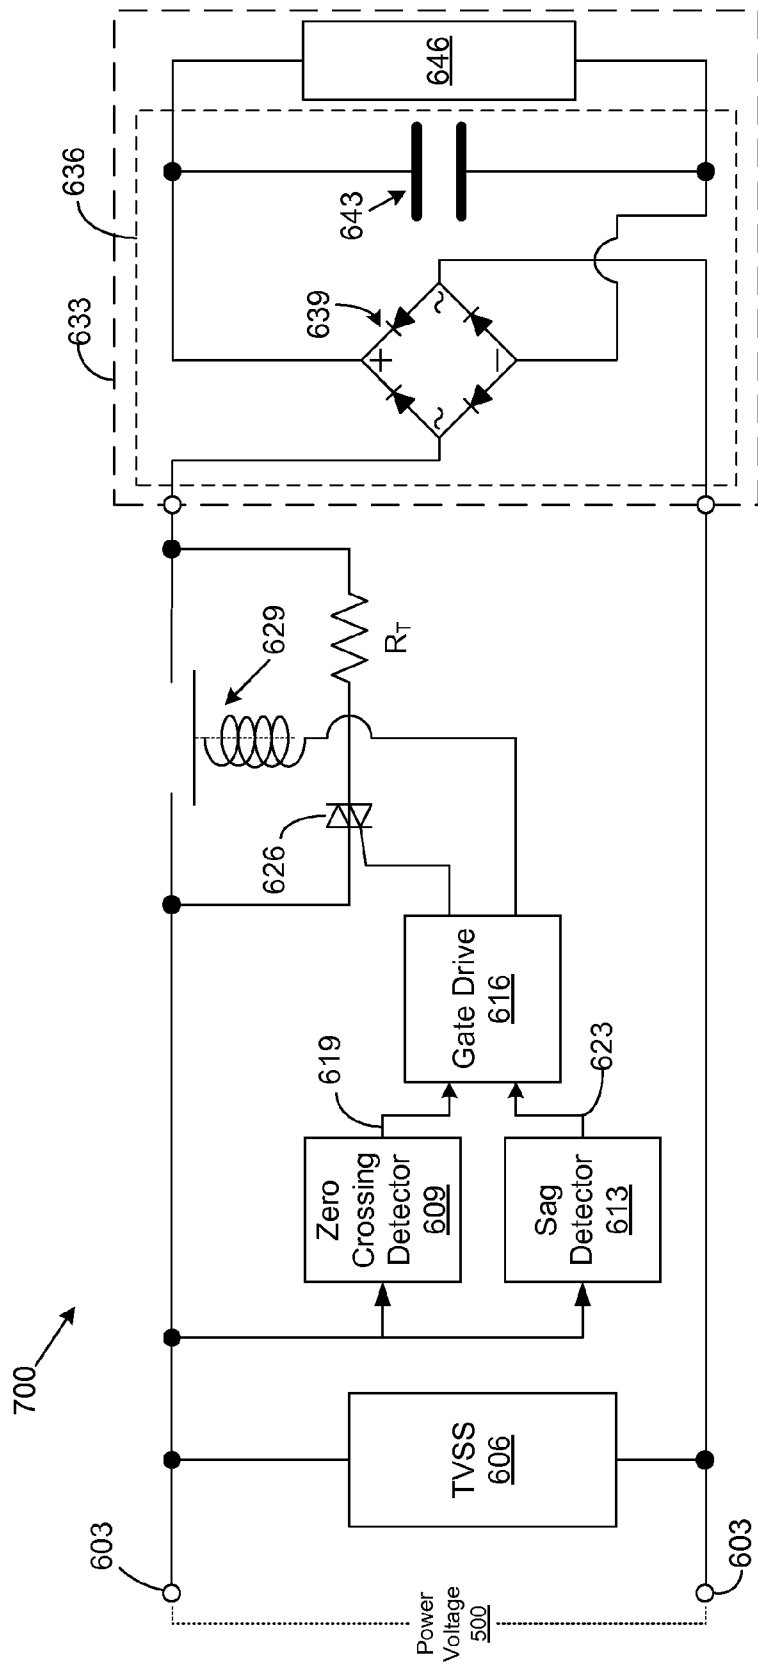 700
603
603
Power
Voltage
500
TVSS
606
Zero
Crossing
Detector
609
Sag
Detector
613
619
623
Gate Drive
616
626
629
RT
633
636
639
+
~
~
−
643
646